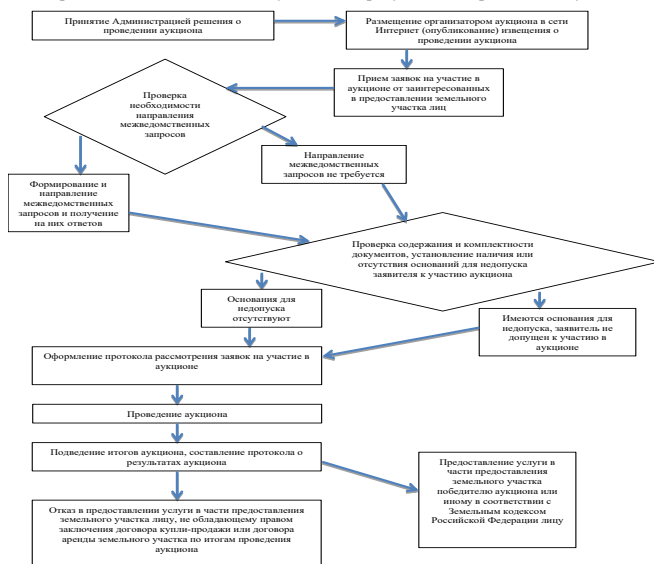 Принятие Администрацией решения о
проведении аукциона
Размещение организатором аукциона в сети
Интернет (опубликование) извещения о
проведении аукциона
Прием заявок на участие в
аукционе от заинтересованных
в предоставлении земельного
участка лиц
Проверка
необходимости
направления
межведомственных
запросов
Направление
межведомственных
запросов не требуется
Формирование и
направление
межведомственных
запросов и получение
на них ответов
Проверка содержания и комплектности
документов, установление наличия или
отсутствия оснований для недопуска
заявителя к участию аукциона
Основания для
недопуска
отсутствуют
Имеются основания для
недопуска, заявитель не
допущен к участию в
аукционе
Оформление протокола рассмотрения заявок на участие в
аукционе
Проведение аукциона
Подведение итогов аукциона, составление протокола о
результатах аукциона
Предоставление услуги в
части предоставления
земельного участка
победителю аукциона или
иному в соответствии с
Земельным кодексом
Российской Федерации лицу
Отказ в предоставлении услуги в части предоставления
земельного участка лицу, не обладающему правом
заключения договора купли-продажи или договора
аренды земельного участка по итогам проведения
аукциона